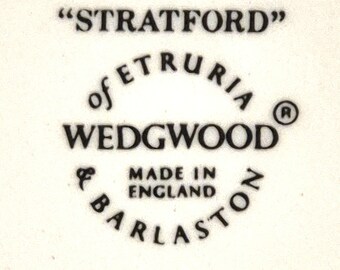 “STRATFORD”
of ETRURIA
WEDGWOOD®
MADE IN
ENGLAND
& BARLASTON